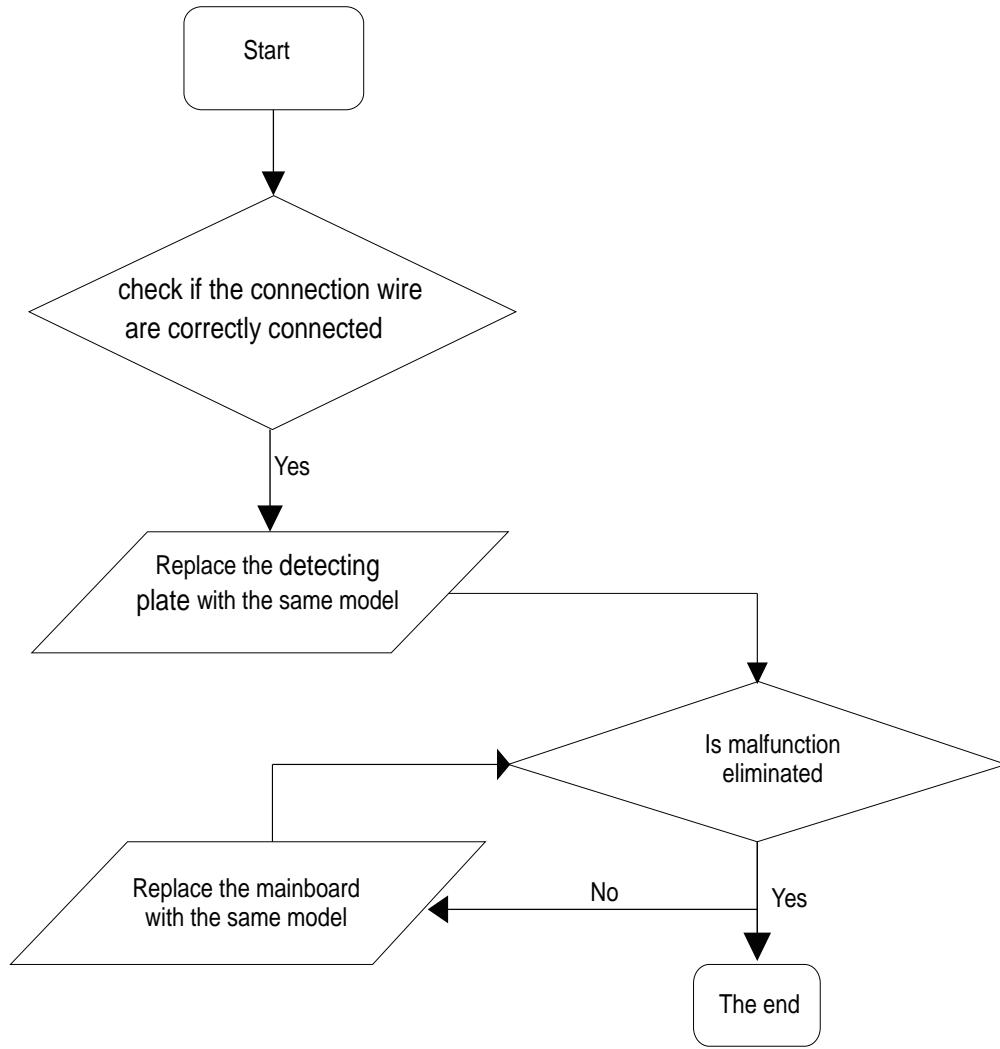 Start
check if the connection wire
are correctly connected
Yes
Replace the detecting
plate with the same model
Is malfunction
eliminated
Replace the mainboard
with the same model
No
Yes
The end